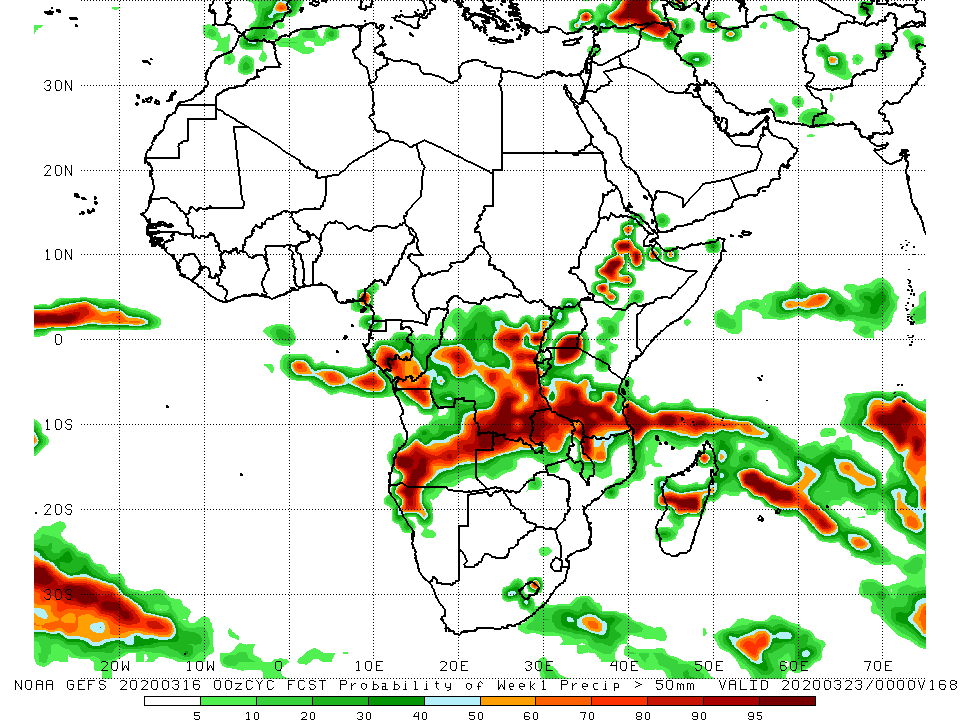 30N
20N
10N
0
10S
20S
30S
20W 10W 0 10E 20E 30E 40E 50E 60E 70E
NOAA GEFS 20200316 00zCYC FCST Probability of Week1 Precip > 50mm VALID 20200323/0000V168
5 10 20 30 40 50 60 70 80 90 95